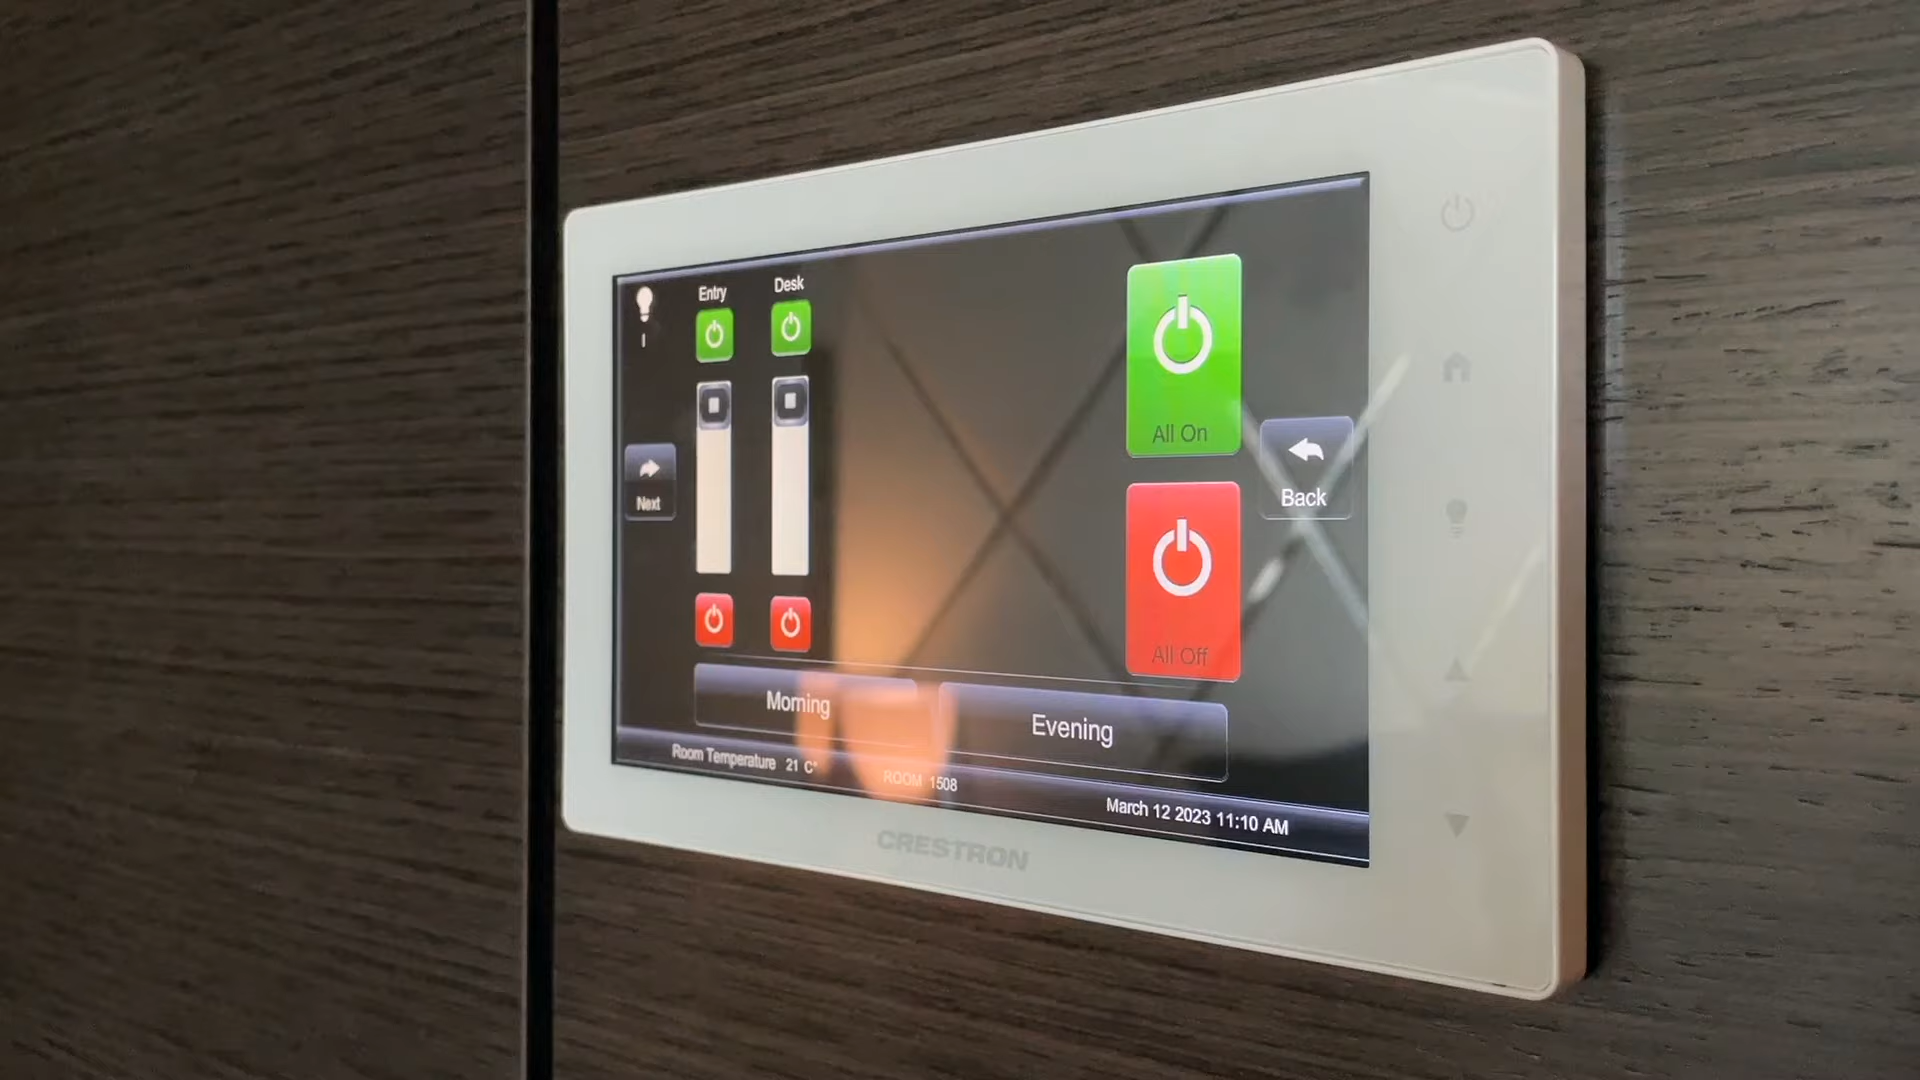 Entry
Desk
Next
All On
Back
All Off
Morning
Evening
Room Temperature 21 C°
ROOM 1508
March 12 2023 11:10 AM
CRESTRON